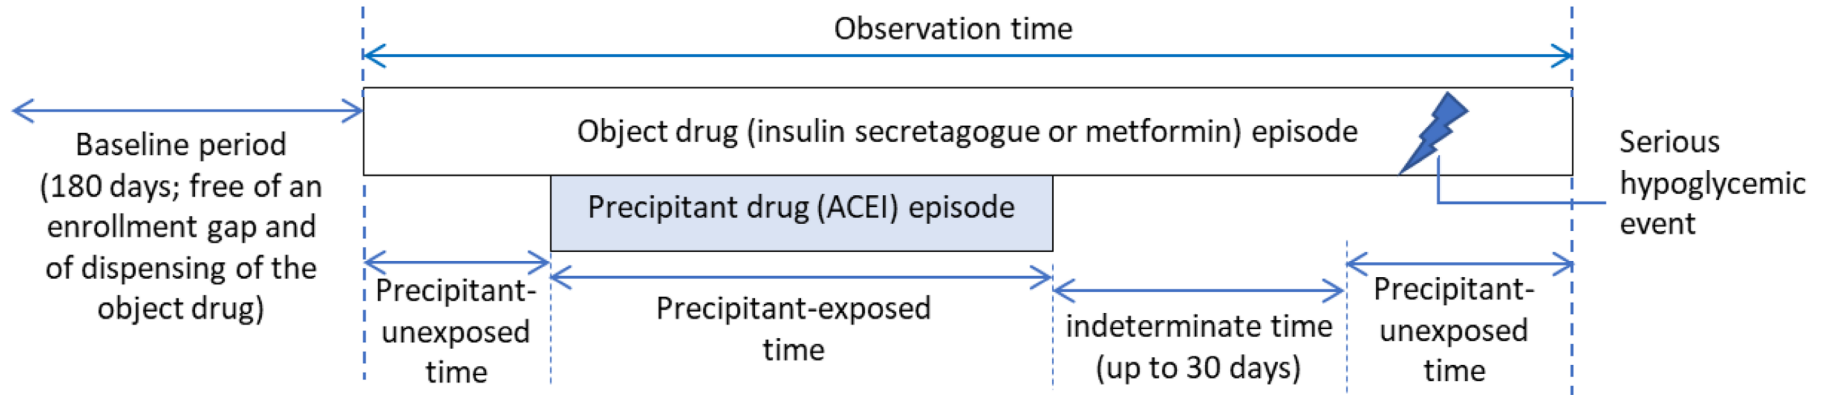 Observation time
Baseline period
(180 days; free of an
enrollment gap and
of dispensing of the
object drug)
Object drug (insulin secretagogue or metformin) episode
Serious
hypoglycemic
event
Precipitant drug (ACEI) episode
Precipitant-
unexposed
time
Precipitant-exposed
time
indeterminate time
(up to 30 days)
Precipitant-
unexposed
time